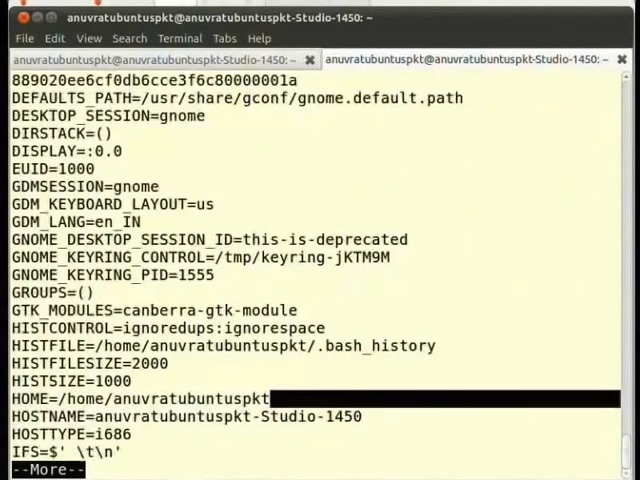 anuvratubuntuspkt@anuvratubuntuspkt-Studio-1450: ~
File Edit View Search Terminal Tabs Help
anuvratubuntuspkt@anuvratubuntuspkt-Studio-1450: ~ anuvratubuntuspkt@anuvratubuntuspkt-Studio-1450: ~
889020ee6cf0db6cce3f6c80000001a
DEFAULTS_PATH=/usr/share/gconf/gnome.default.path
DESKTOP_SESSION=gnome
DIRSTACK=()
DISPLAY=:0.0
EUID=1000
GDMSESSION=gnome
GDM_KEYBOARD_LAYOUT=us
GDM_LANG=en_IN
GNOME_DESKTOP_SESSION_ID=this-is-deprecated
GNOME_KEYRING_CONTROL=/tmp/keyring-jKTM9M
GNOME_KEYRING_PID=1555
GROUPS=()
GTK_MODULES=canberra-gtk-module
HISTCONTROL=ignoredups:ignorespace
HISTFILE=/home/anuvratubuntuspkt/.bash_history
HISTFILESIZE=2000
HISTSIZE=1000
HOME=/home/anuvratubuntuspkt
HOSTNAME=anuvratubuntuspkt-Studio-1450
HOSTTYPE=i686
IFS=$' \t\n'
--More--